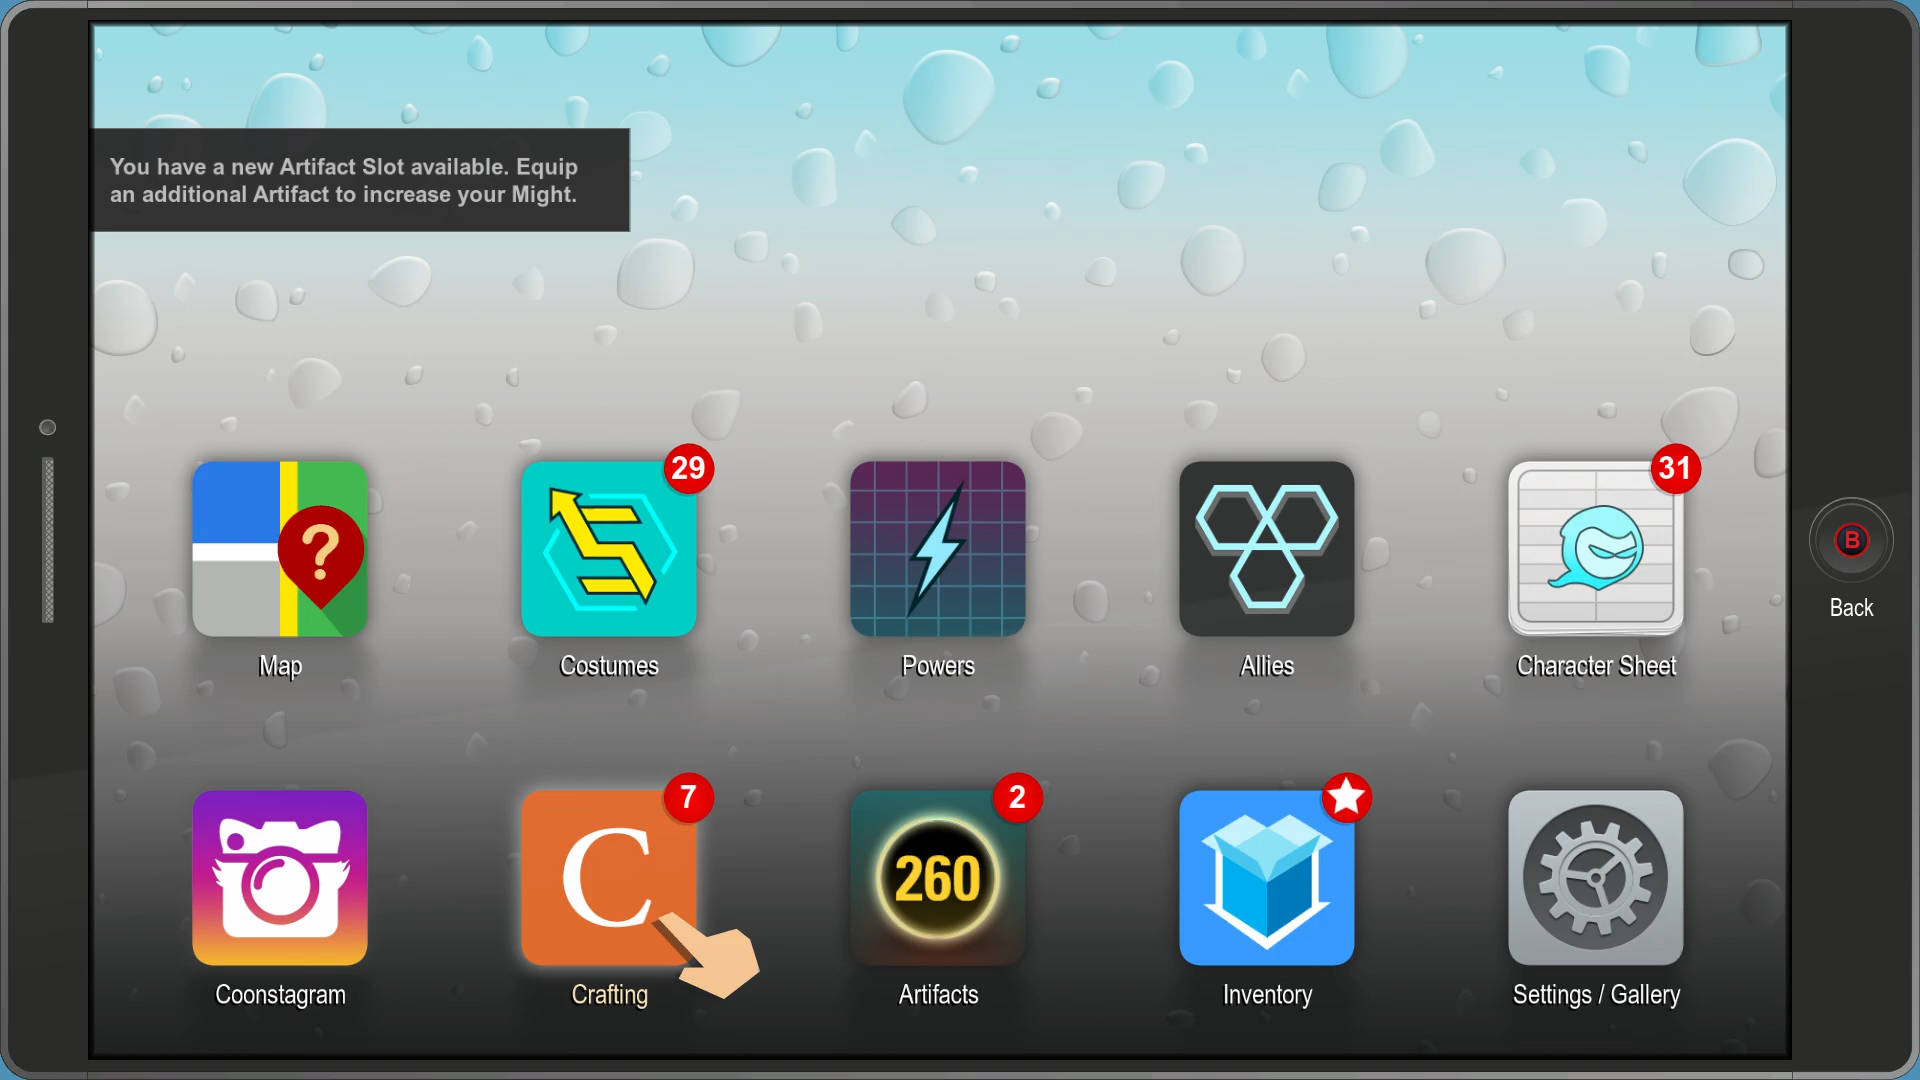 You have a new Artifact Slot available. Equip
an additional Artifact to increase your Might.
29
31
?
B
Map
Costumes
Powers
Allies
Character Sheet
Back
7
2
C
260
Coonstagram
Crafting
Artifacts
Inventory
Settings / Gallery